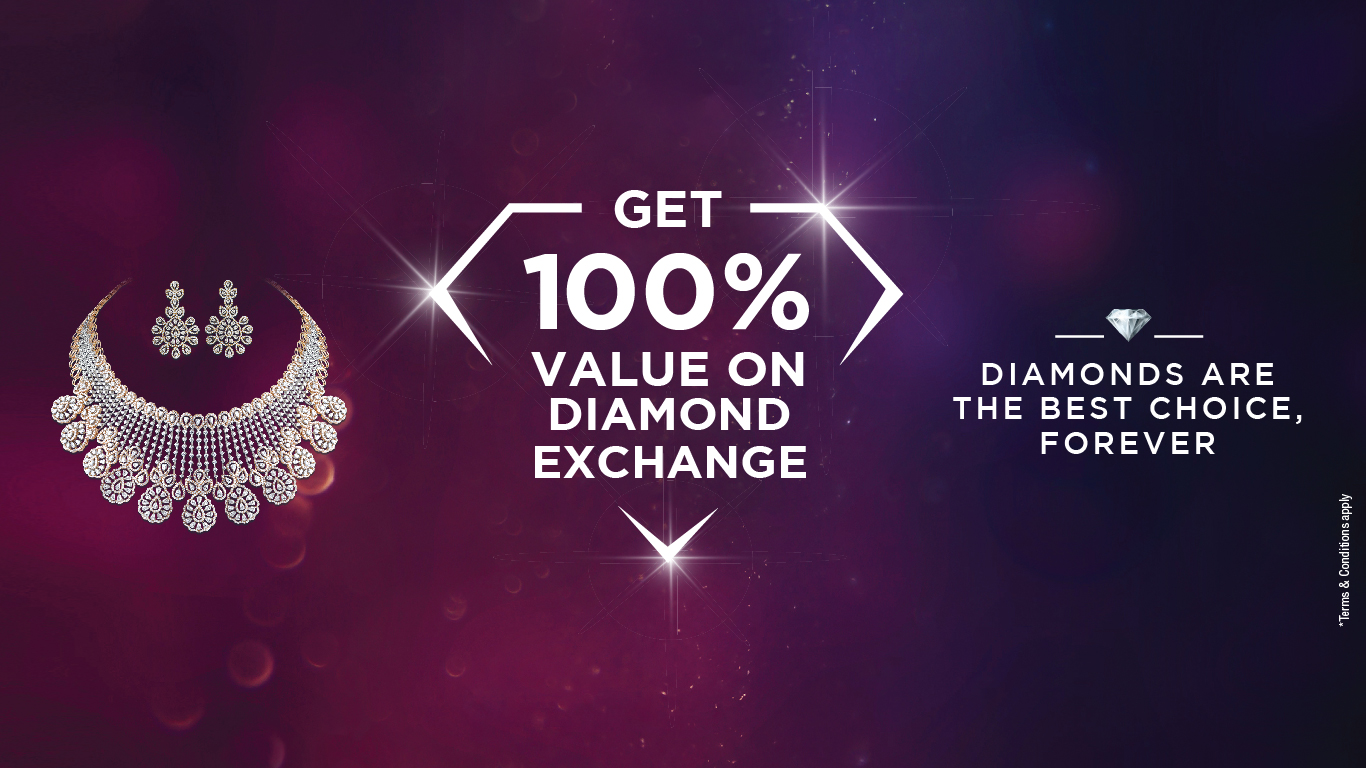 GET
100%
VALUE ON
DIAMOND
EXCHANGE
DIAMONDS ARE
THE BEST CHOICE,
FOREVER
*Terms & Conditions apply